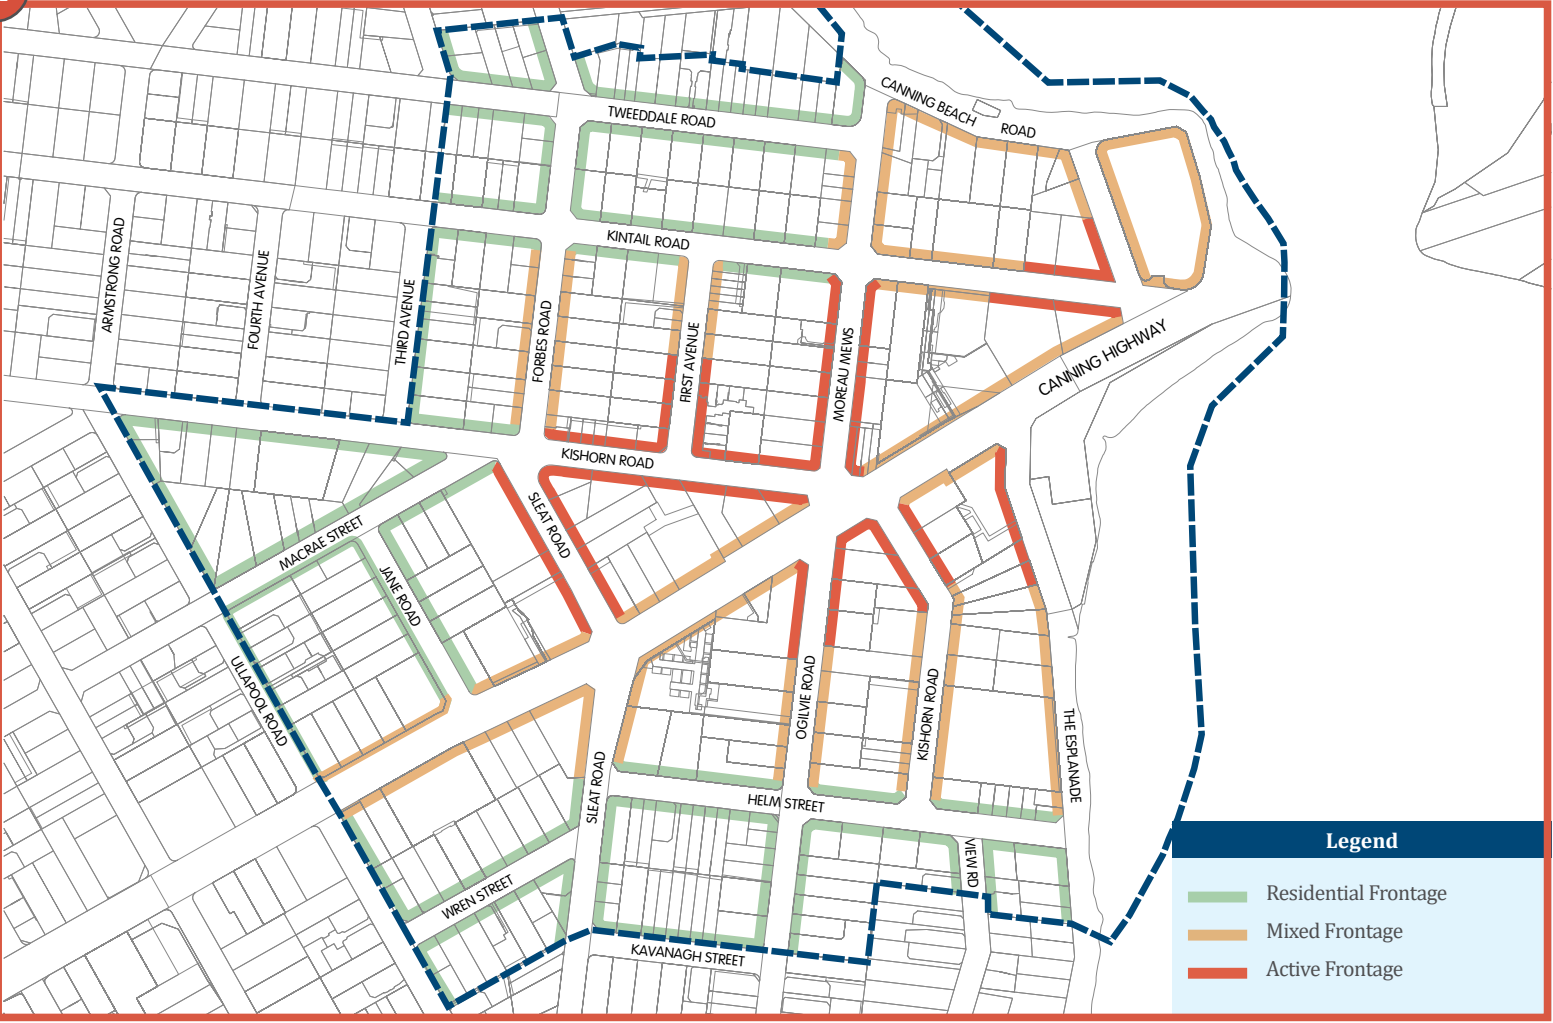 CANNING BEACH
ROAD
TWEEDDALE ROAD
KINTAIL ROAD
ARMSTRONG ROAD
FOURTH AVENUE
THIRD AVENUE
FORBES ROAD
FIRST AVENUE
MOREAU MEWS
CANNING HIGHWAY
KISHORN ROAD
SLEAT ROAD
MACRAE STREET
JANE ROAD
ULLAPOOL ROAD
OGILVIE ROAD
KISHORN ROAD
THE ESPLANADE
SLEAT ROAD
HELM STREET
VIEW RD
WREN STREET
KAVANAGH STREET
Legend
Residential Frontage
Mixed Frontage
Active Frontage